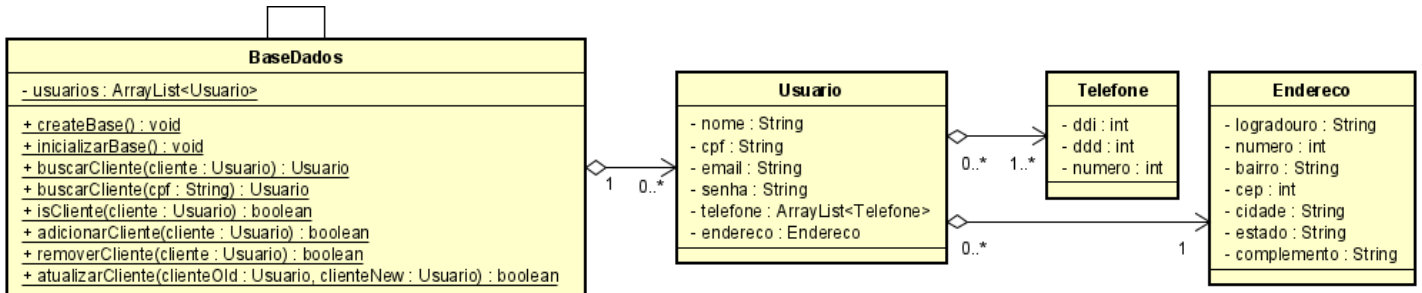 BaseDados
- usuarios : ArrayList<Usuario>
+ createBase() : void
+ inicializarBase() : void
+ buscarCliente(cliente : Usuario) : Usuario
+ buscarCliente(cpf : String) : Usuario
+ isCliente(cliente : Usuario) : boolean
+ adicionarCliente(cliente : Usuario) : boolean
+ removerCliente(cliente : Usuario) : boolean
+ atualizarCliente(clienteOld : Usuario, clienteNew : Usuario) : boolean
1
0..*
Usuario
- nome : String
- cpf : String
- email : String
- senha : String
- telefone : ArrayList<Telefone>
- endereco : Endereco
0..*
1..*
0..*
1
Telefone
- ddi : int
- ddd : int
- numero : int
Endereco
- logradouro : String
- numero : int
- bairro : String
- cep : int
- cidade : String
- estado : String
- complemento : String